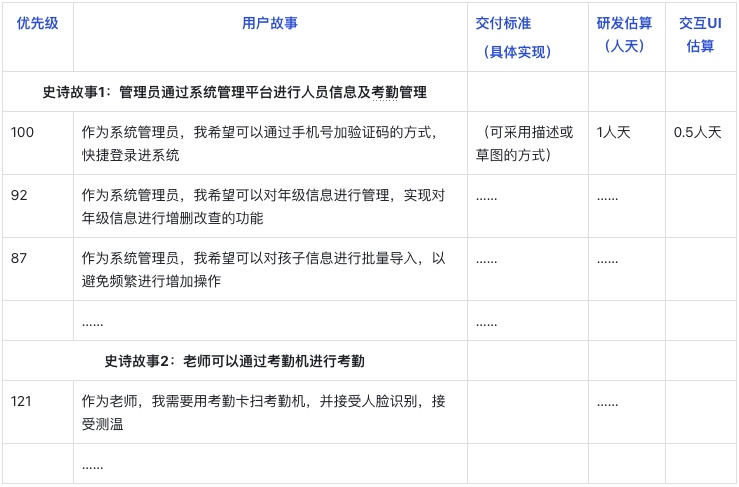 优先级 用户故事 交付标准 研发估算 交互UI
（具体实现） （人天） 估算
史诗故事1：管理员通过系统管理平台进行人员信息及考勤管理
100 作为系统管理员，我希望可以通过手机号加验证码的方式， （可采用描述或 1人天 0.5人天
快捷登录进系统 草图的方式）
92 作为系统管理员，我希望可以对年级信息进行管理，实现对 …… ……
年级信息进行增删改查的功能
87 作为系统管理员，我希望可以对孩子信息进行批量导入，以 …… ……
避免频繁进行增加操作
…… ……
史诗故事2：老师可以通过考勤机进行考勤
121 作为老师，我需要用考勤卡扫考勤机，并接受人脸识别，接 ……
受测温
……